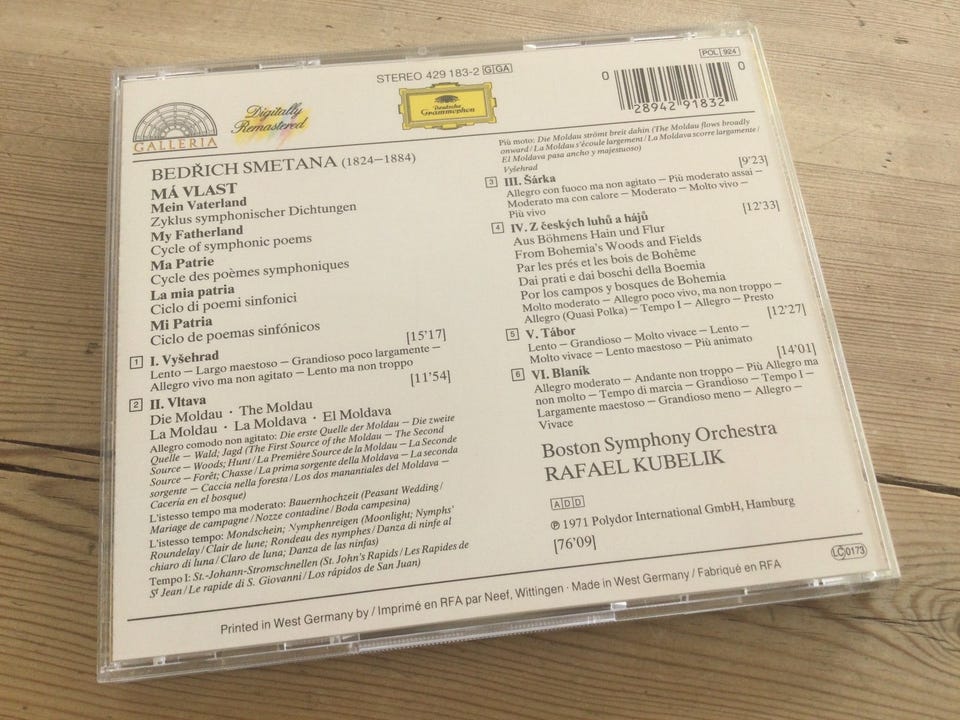 STEREO 429 183-2 G GA
POL 924
GALLERIA
Digitally
Remastered
Deutsche
Grammophon
0 28942 91832 0
BEDŘICH SMETANA (1824–1884)
MÁ VLAST
Mein Vaterland
Zyklus symphonischer Dichtungen
My Fatherland
Cycle of symphonic poems
Ma Patrie
Cycle des poèmes symphoniques
La mia patria
Ciclo di poemi sinfonici
Mi Patria
Ciclo de poemas sinfónicos
1 I. Vyšehrad [15'17]
Lento – Largo maestoso – Grandioso poco largamente –
Allegro vivo ma non agitato – Lento ma non troppo
2 II. Vltava [11'54]
Die Moldau · The Moldau
La Moldau · La Moldava · El Moldava
Allegro comodo non agitato: Die erste Quelle der Moldau – Die zweite
Quelle – Wald; Jagd (The First Source of the Moldau – The Second
Source – Woods; Hunt / La Première Source de la Moldau – La Seconde
Source – Forêt; Chasse / La prima sorgente della Moldava – La seconda
sorgente – Caccia nella foresta / Los dos manantiales del Moldava –
Cacería en el bosque)
L'istesso tempo ma moderato: Bauernhochzeit (Peasant Wedding /
Mariage de campagne / Nozze contadine / Boda campesina)
L'istesso tempo: Mondschein; Nymphenreigen (Moonlight; Nymphs'
Roundelay / Clair de lune; Rondeau des nymphes / Danza di ninfe al
chiaro di luna / Claro de luna; Danza de las ninfas)
Tempo I: St.-Johann-Stromschnellen (St. John's Rapids / Les Rapides de
St Jean / Le rapide di S. Giovanni / Los rápidos de San Juan)
Più moto: Die Moldau strömt breit dahin (The Moldau flows broadly
onward / La Moldau s'écoule largement / La Moldava scorre largamente /
El Moldava pasa ancho y majestuoso)
Vyšehrad
3 III. Šárka [9'23]
Allegro con fuoco ma non agitato – Più moderato assai –
Moderato ma con calore – Moderato – Molto vivo –
Più vivo
4 IV. Z českých luhů a hájů [12'33]
Aus Böhmens Hain und Flur
From Bohemia's Woods and Fields
Par les prés et les bois de Bohême
Dai prati e dai boschi della Boemia
Por los campos y bosques de Bohemia
Molto moderato – Allegro poco vivo, ma non troppo –
Allegro (Quasi Polka) – Tempo I – Allegro – Presto
5 V. Tábor [12'27]
Lento – Grandioso – Molto vivace – Lento –
Molto vivace – Lento maestoso – Più animato
6 VI. Blaník [14'01]
Allegro moderato – Andante non troppo – Più Allegro ma
non molto – Tempo di marcia – Grandioso – Tempo I –
Largamente maestoso – Grandioso meno – Allegro –
Vivace
Boston Symphony Orchestra
RAFAEL KUBELIK
ADD
℗ 1971 Polydor International GmbH, Hamburg
[76'09]
LC 0173
Printed in West Germany by / Imprimé en RFA par Neef, Wittingen · Made in West Germany / Fabriqué en RFA